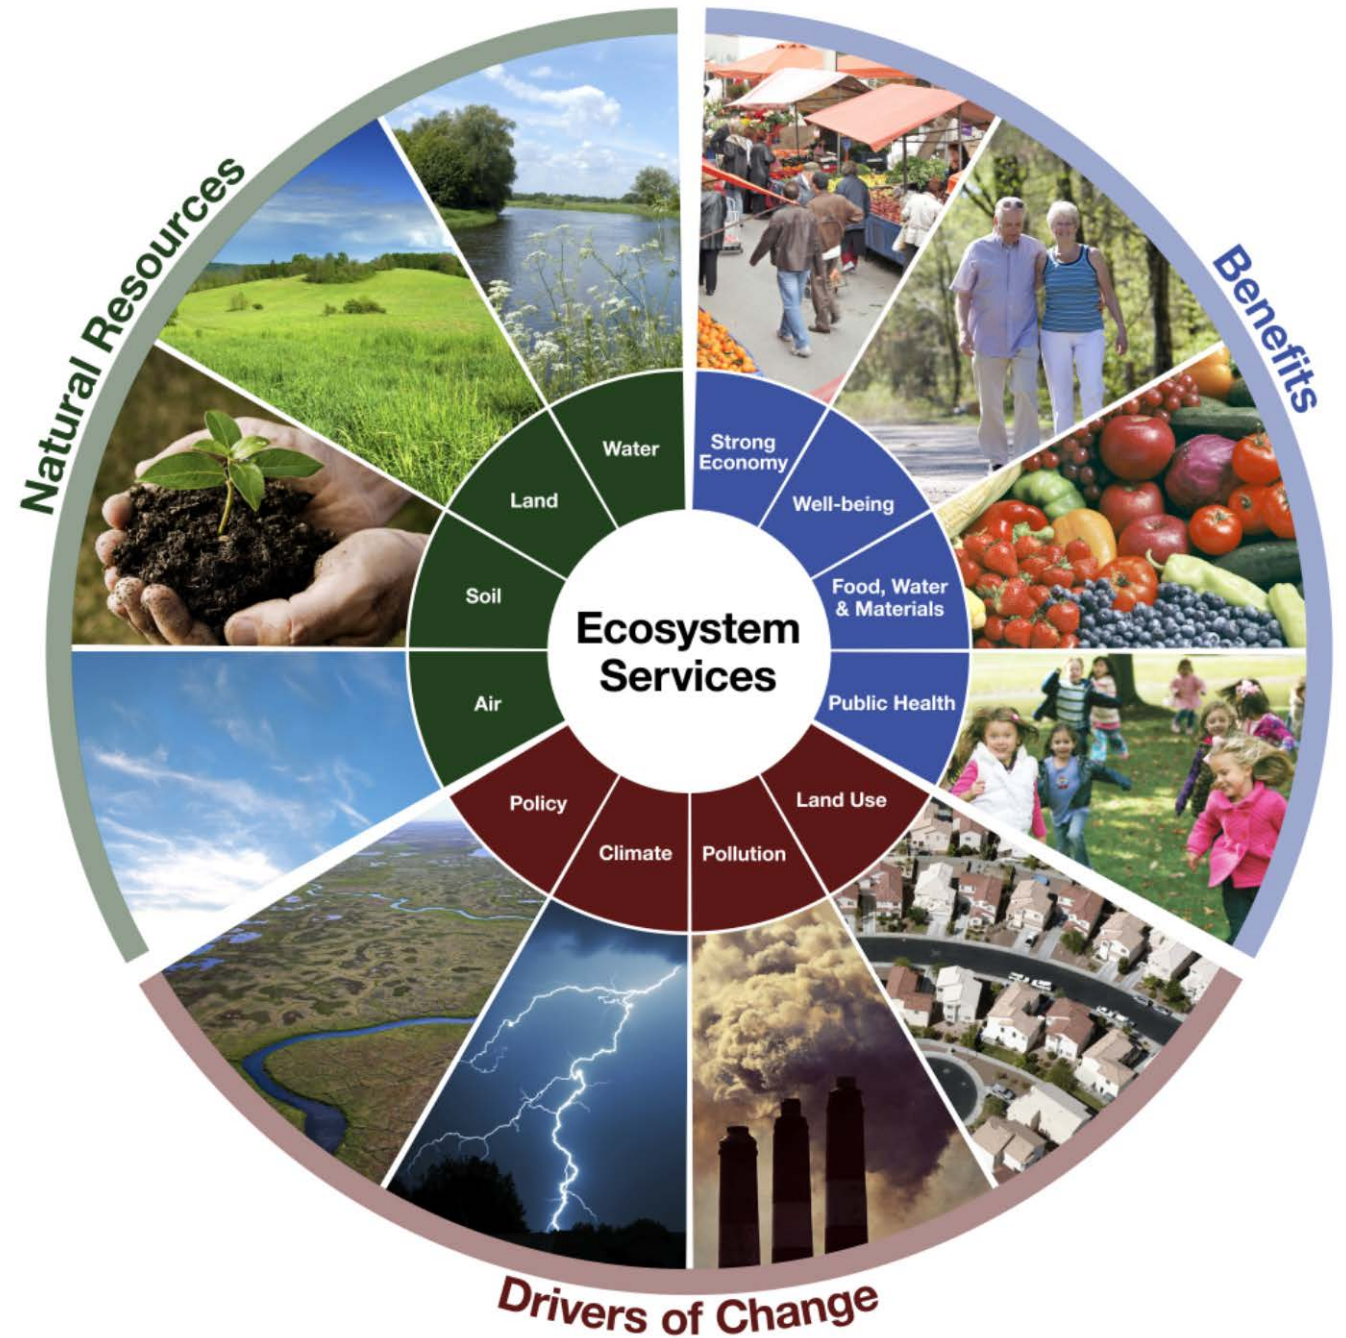 Natural Resources
Benefits
Water
Strong
Economy
Land
Well-being
Soil
Food, Water
& Materials
Ecosystem
Services
Air
Public Health
Policy
Land Use
Climate
Pollution
Drivers of Change